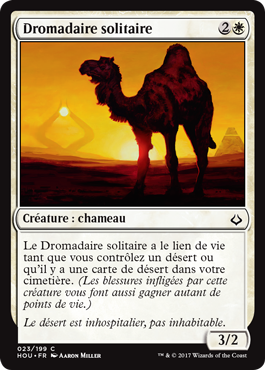 Dromadaire solitaire 2
Créature : chameau
Le Dromadaire solitaire a le lien de vie
tant que vous contrôlez un désert ou
qu'il y a une carte de désert dans votre
cimetière. (Les blessures infligées par cette
créature vous font aussi gagner autant de
points de vie.)
Le désert est inhospitalier, pas inhabitable.
3/2
023/199 C
HOU • FR Aaron Miller
™ & © 2017 Wizards of the Coast